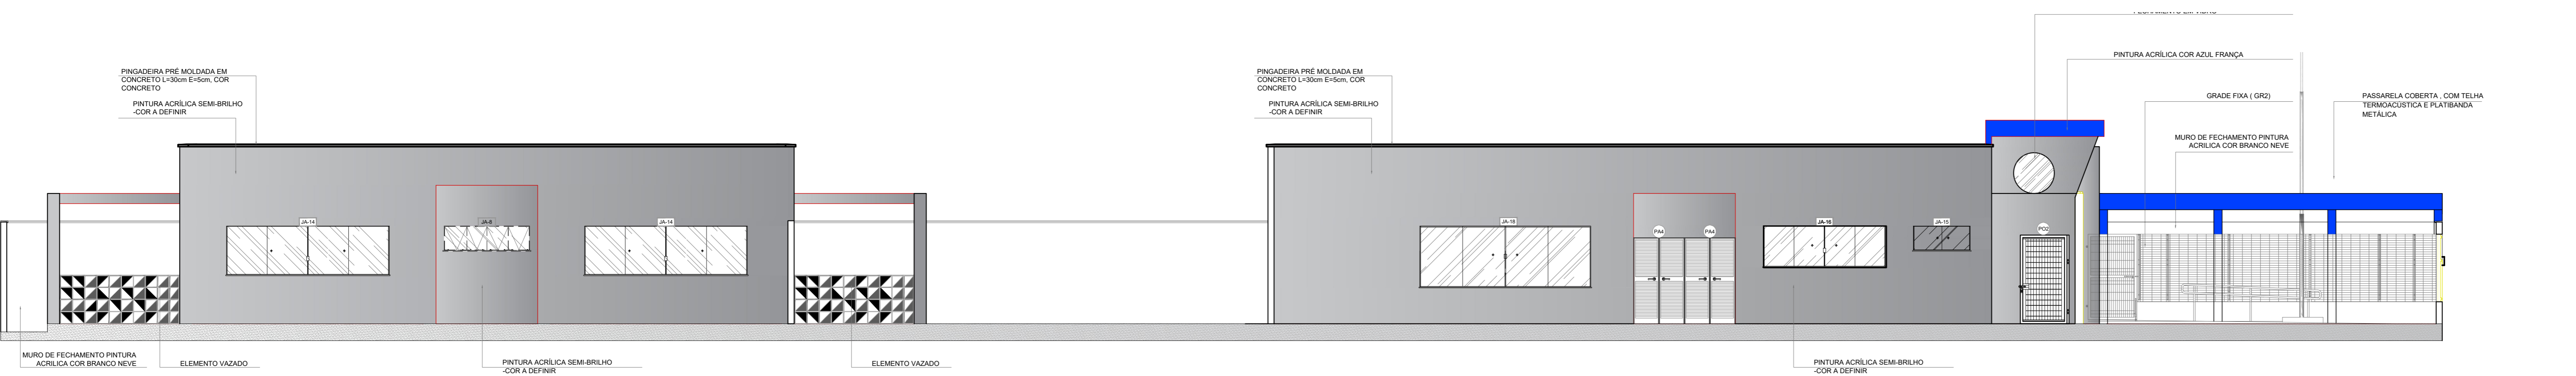 PINTURA ACRÍLICA COR AZUL FRANÇA
PINGADEIRA PRÉ MOLDADA EM
CONCRETO L=30cm E=5cm, COR
CONCRETO
PINTURA ACRÍLICA SEMI-BRILHO
-COR A DEFINIR
PINGADEIRA PRÉ MOLDADA EM
CONCRETO L=30cm E=5cm, COR
CONCRETO
PINTURA ACRÍLICA SEMI-BRILHO
-COR A DEFINIR
GRADE FIXA ( GR2)
PASSARELA COBERTA , COM TELHA
TERMOACÚSTICA E PLATIBANDA
METÁLICA
MURO DE FECHAMENTO PINTURA
ACRILICA COR BRANCO NEVE
JA-14
JA-6
JA-14
JA-18
PA4
PA4
JA-16
JA-15
PO2
MURO DE FECHAMENTO PINTURA
ACRILICA COR BRANCO NEVE
ELEMENTO VAZADO
PINTURA ACRÍLICA SEMI-BRILHO
-COR A DEFINIR
ELEMENTO VAZADO
PINTURA ACRÍLICA SEMI-BRILHO
-COR A DEFINIR